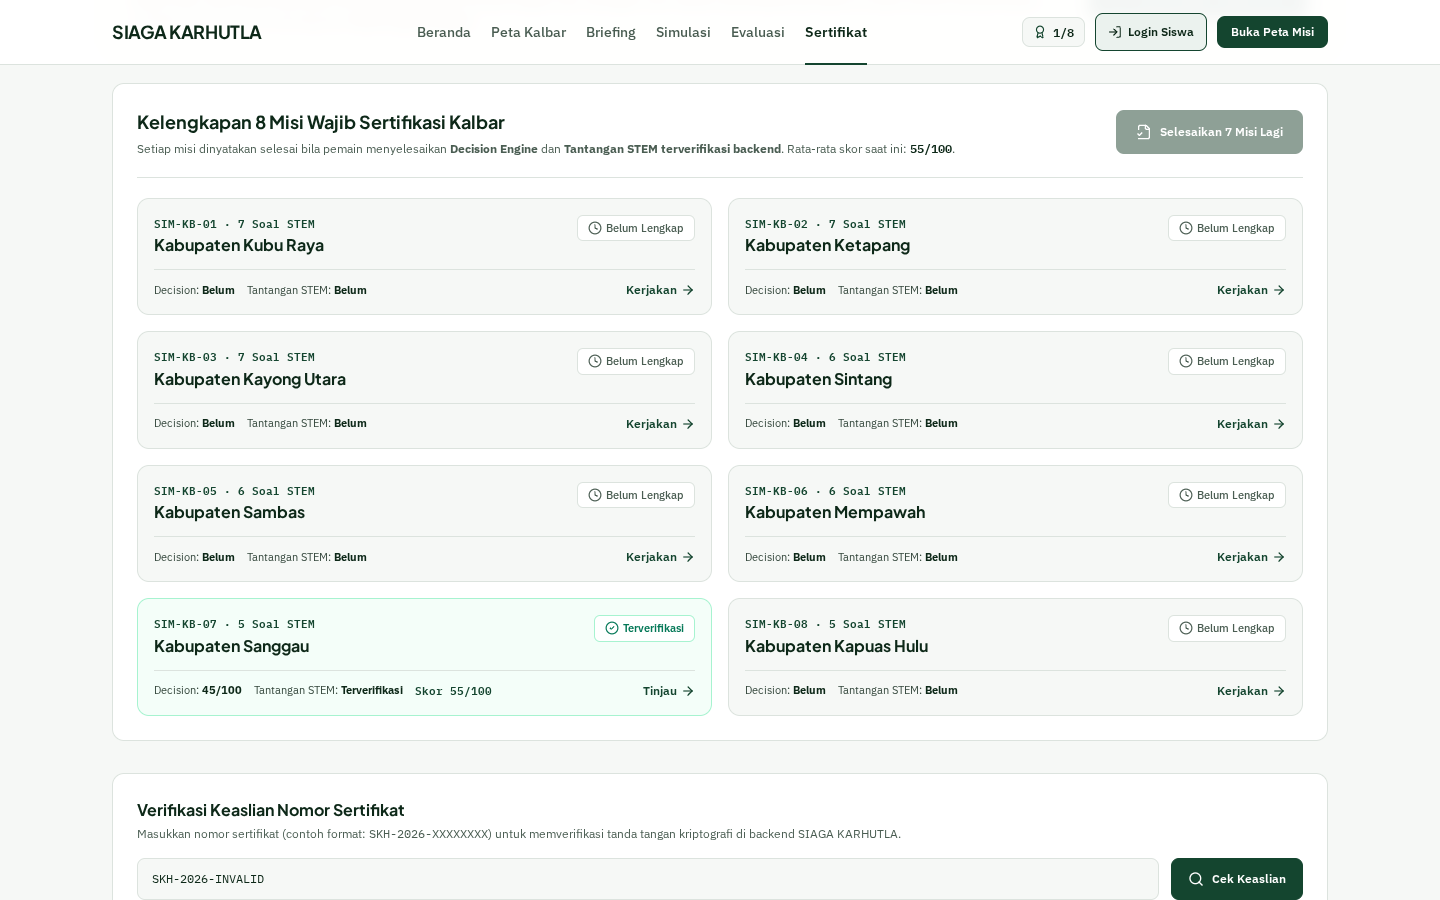 SIAGA KARHUTLA
Beranda
Peta Kalbar
Briefing
Simulasi
Evaluasi
Sertifikat
1/8
Login Siswa
Buka Peta Misi
Kelengkapan 8 Misi Wajib Sertifikasi Kalbar
Setiap misi dinyatakan selesai bila pemain menyelesaikan Decision Engine dan Tantangan STEM terverifikasi backend. Rata-rata skor saat ini: 55/100.
Selesaikan 7 Misi Lagi
SIM-KB-01 · 7 Soal STEM
Kabupaten Kubu Raya
Belum Lengkap
Decision: Belum Tantangan STEM: Belum
Kerjakan
SIM-KB-02 · 7 Soal STEM
Kabupaten Ketapang
Belum Lengkap
Decision: Belum Tantangan STEM: Belum
Kerjakan
SIM-KB-03 · 7 Soal STEM
Kabupaten Kayong Utara
Belum Lengkap
Decision: Belum Tantangan STEM: Belum
Kerjakan
SIM-KB-04 · 6 Soal STEM
Kabupaten Sintang
Belum Lengkap
Decision: Belum Tantangan STEM: Belum
Kerjakan
SIM-KB-05 · 6 Soal STEM
Kabupaten Sambas
Belum Lengkap
Decision: Belum Tantangan STEM: Belum
Kerjakan
SIM-KB-06 · 6 Soal STEM
Kabupaten Mempawah
Belum Lengkap
Decision: Belum Tantangan STEM: Belum
Kerjakan
SIM-KB-07 · 5 Soal STEM
Kabupaten Sanggau
Terverifikasi
Decision: 45/100 Tantangan STEM: Terverifikasi Skor 55/100
Tinjau
SIM-KB-08 · 5 Soal STEM
Kabupaten Kapuas Hulu
Belum Lengkap
Decision: Belum Tantangan STEM: Belum
Kerjakan
Verifikasi Keaslian Nomor Sertifikat
Masukkan nomor sertifikat (contoh format: SKH-2026-XXXXXXXX) untuk memverifikasi tanda tangan kriptografi di backend SIAGA KARHUTLA.
SKH-2026-INVALID
Cek Keaslian